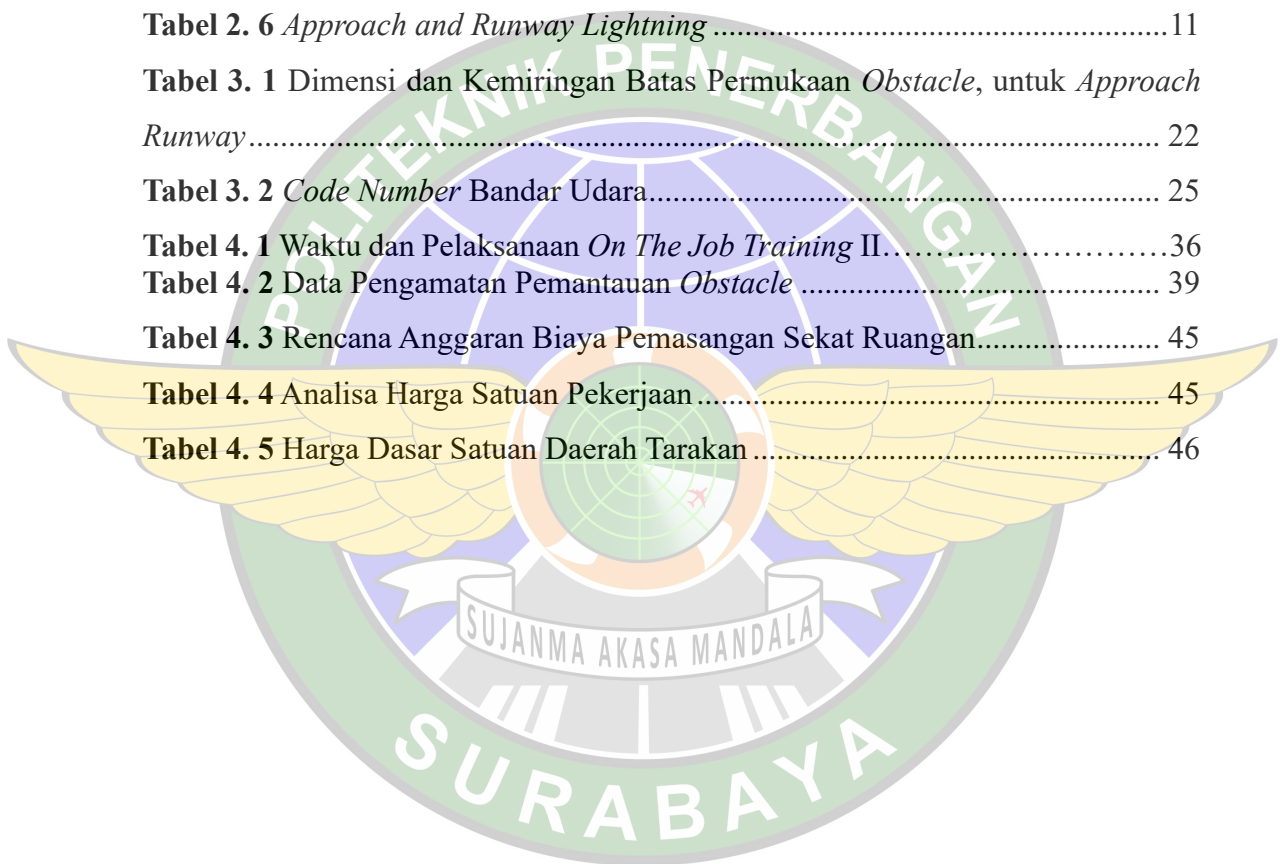 Tabel 2. 6 Approach and Runway Lightning ............................................................ 11
Tabel 3. 1 Dimensi dan Kemiringan Batas Permukaan Obstacle, untuk Approach
Runway ............................................................ 22
Tabel 3. 2 Code Number Bandar Udara ............................................................ 25
Tabel 4. 1 Waktu dan Pelaksanaan On The Job Training II ............................................................ 36
Tabel 4. 2 Data Pengamatan Pemantauan Obstacle ............................................................ 39
Tabel 4. 3 Rencana Anggaran Biaya Pemasangan Sekat Ruangan ............................................................ 45
Tabel 4. 4 Analisa Harga Satuan Pekerjaan ............................................................ 45
Tabel 4. 5 Harga Dasar Satuan Daerah Tarakan ............................................................ 46
POLITEKNIK PENERBANGAN
SUJANMA AKASA MANDALA
SURABAYA